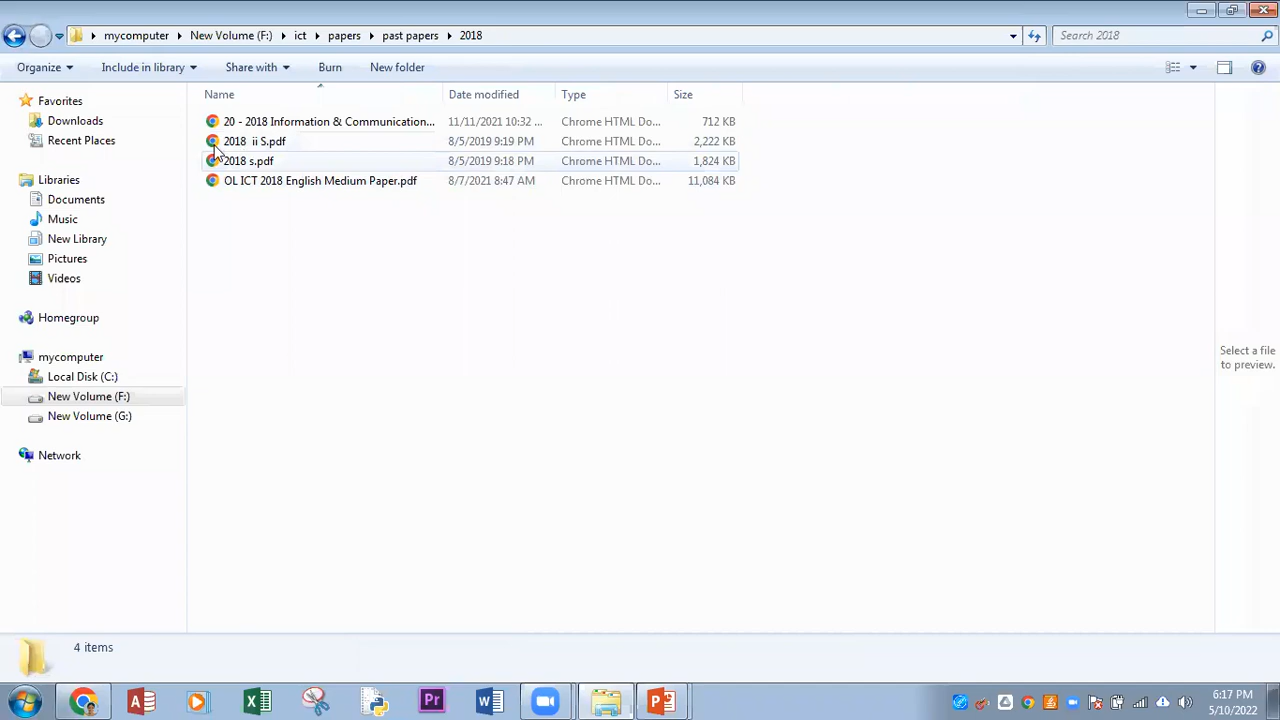 mycomputer New Volume (F:) ict papers past papers 2018 Search 2018
Organize Include in library Share with Burn New folder
Favorites
Downloads
Recent Places
Libraries
Documents
Music
New Library
Pictures
Videos
Homegroup
mycomputer
Local Disk (C:)
New Volume (F:)
New Volume (G:)
Network
Name Date modified Type Size
20 - 2018 Information & Communication... 11/11/2021 10:32 ... Chrome HTML Do... 712 KB
2018 ii S.pdf 8/5/2019 9:19 PM Chrome HTML Do... 2,222 KB
2018 s.pdf 8/5/2019 9:18 PM Chrome HTML Do... 1,824 KB
OL ICT 2018 English Medium Paper.pdf 8/7/2021 8:47 AM Chrome HTML Do... 11,084 KB
Select a file
to preview.
4 items
6:17 PM
5/10/2022